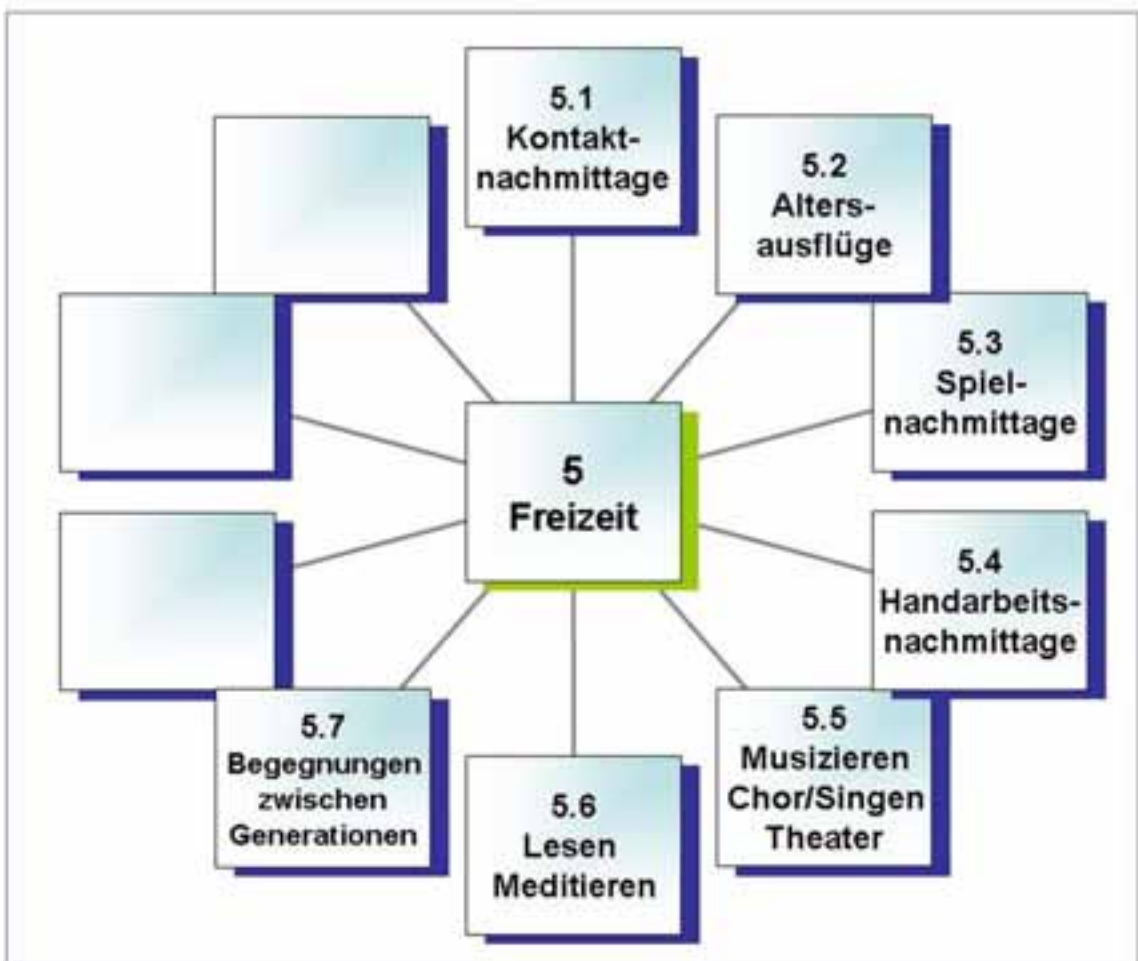 5.1
Kontakt-
nachmittage
5.2
Alters-
ausflüge
5.3
Spiel-
nachmittage
5
Freizeit
5.4
Handarbeits-
nachmittage
5.5
Musizieren
Chor/Singen
Theater
5.6
Lesen
Meditieren
5.7
Begegnungen
zwischen
Generationen